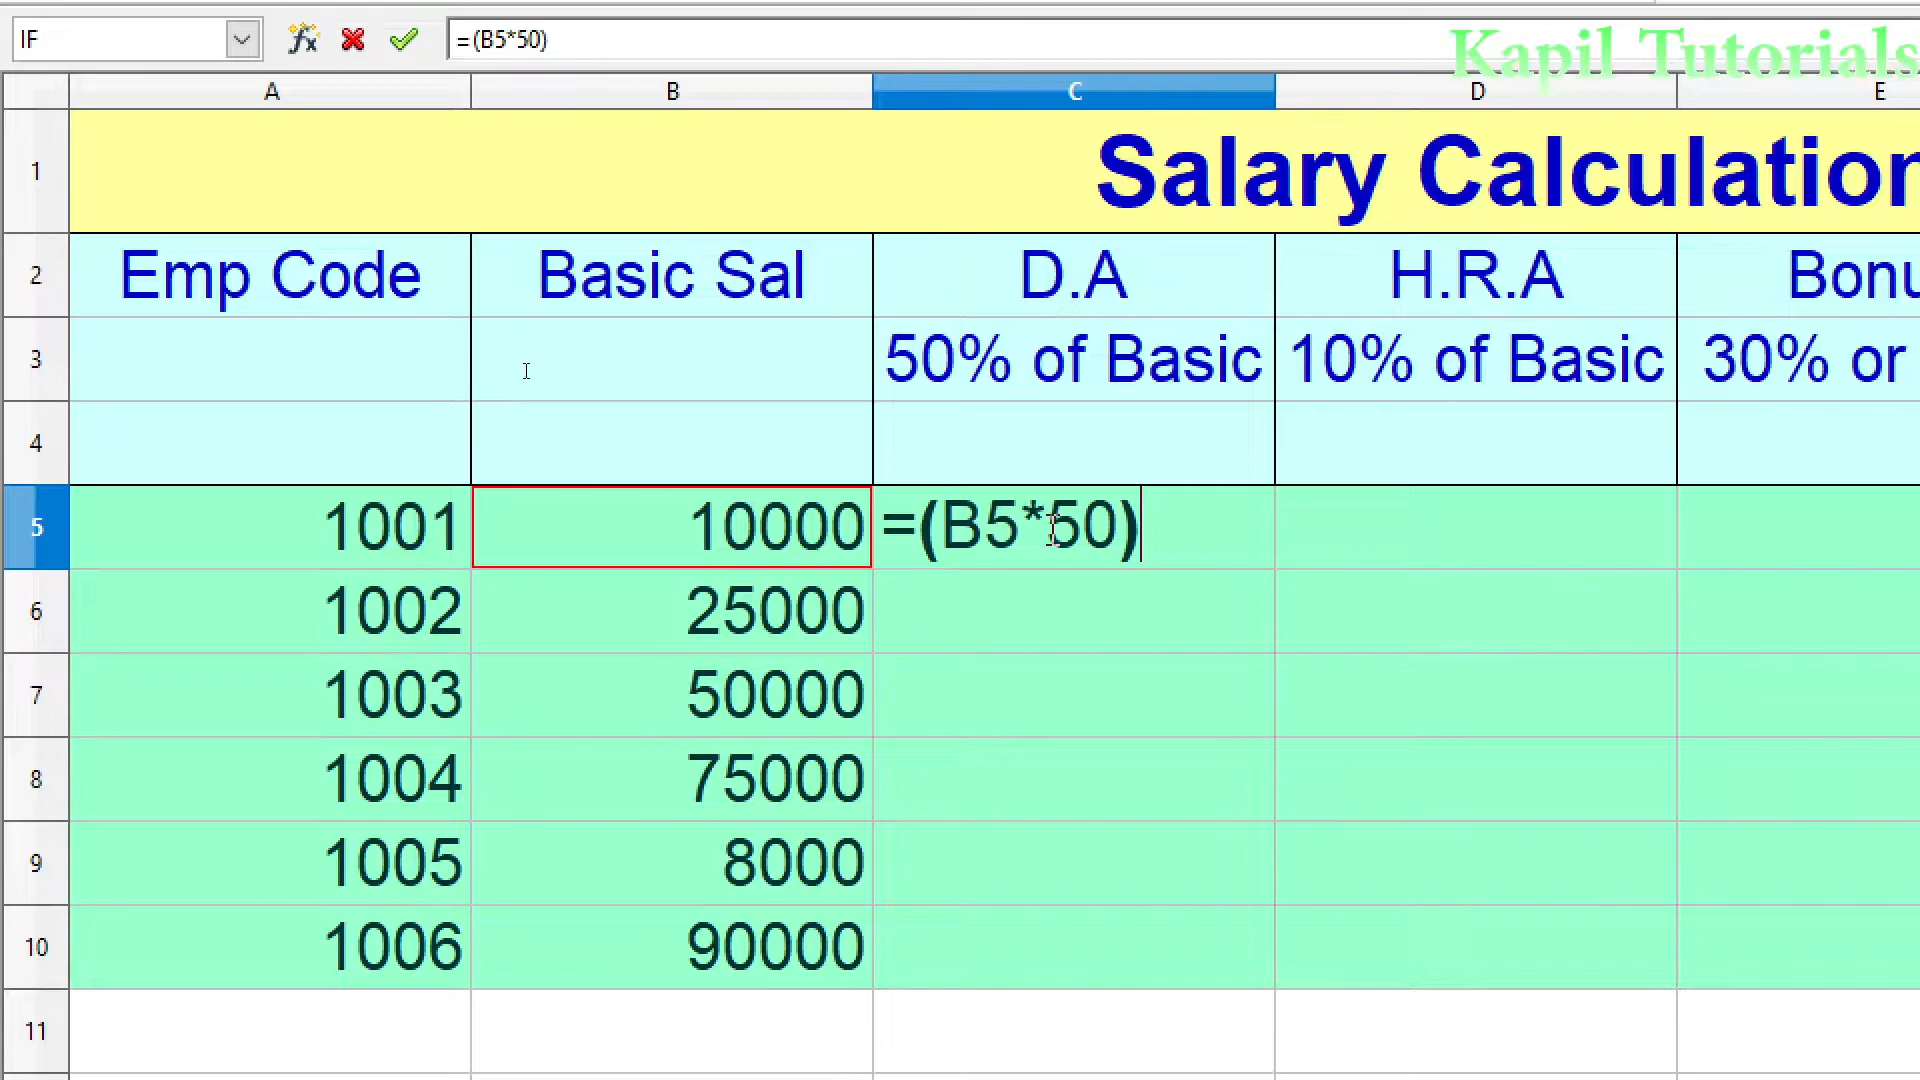 IF
fx
=(B5*50)
Kapil Tutorials
A B C D E
1 Salary Calculation
2 Emp Code Basic Sal D.A H.R.A Bonu
3 50% of Basic 10% of Basic 30% or
4
5 1001 10000 =(B5*50)
6 1002 25000
7 1003 50000
8 1004 75000
9 1005 8000
10 1006 90000
11